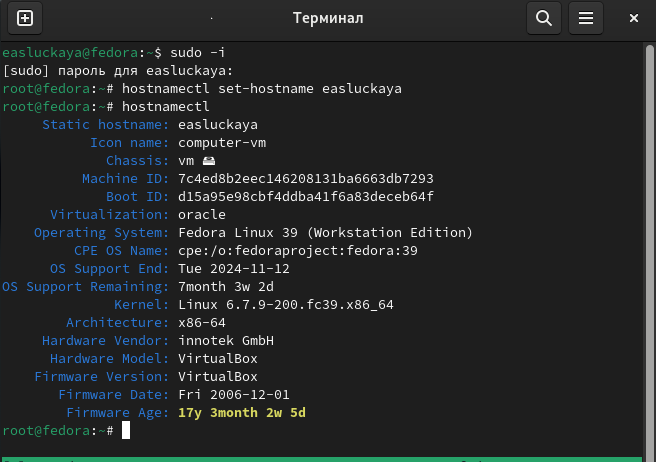 Терминал
easluckaya@fedora:~$ sudo -i
[sudo] пароль для easluckaya:
root@fedora:~# hostnamectl set-hostname easluckaya
root@fedora:~# hostnamectl
Static hostname: easluckaya
Icon name: computer-vm
Chassis: vm 🖴
Machine ID: 7c4ed8b2eec146208131ba6663db7293
Boot ID: d15a95e98cbf4ddba41f6a83deceb64f
Virtualization: oracle
Operating System: Fedora Linux 39 (Workstation Edition)
CPE OS Name: cpe:/o:fedoraproject:fedora:39
OS Support End: Tue 2024-11-12
OS Support Remaining: 7month 3w 2d
Kernel: Linux 6.7.9-200.fc39.x86_64
Architecture: x86-64
Hardware Vendor: innotek GmbH
Hardware Model: VirtualBox
Firmware Version: VirtualBox
Firmware Date: Fri 2006-12-01
Firmware Age: 17y 3month 2w 5d
root@fedora:~#